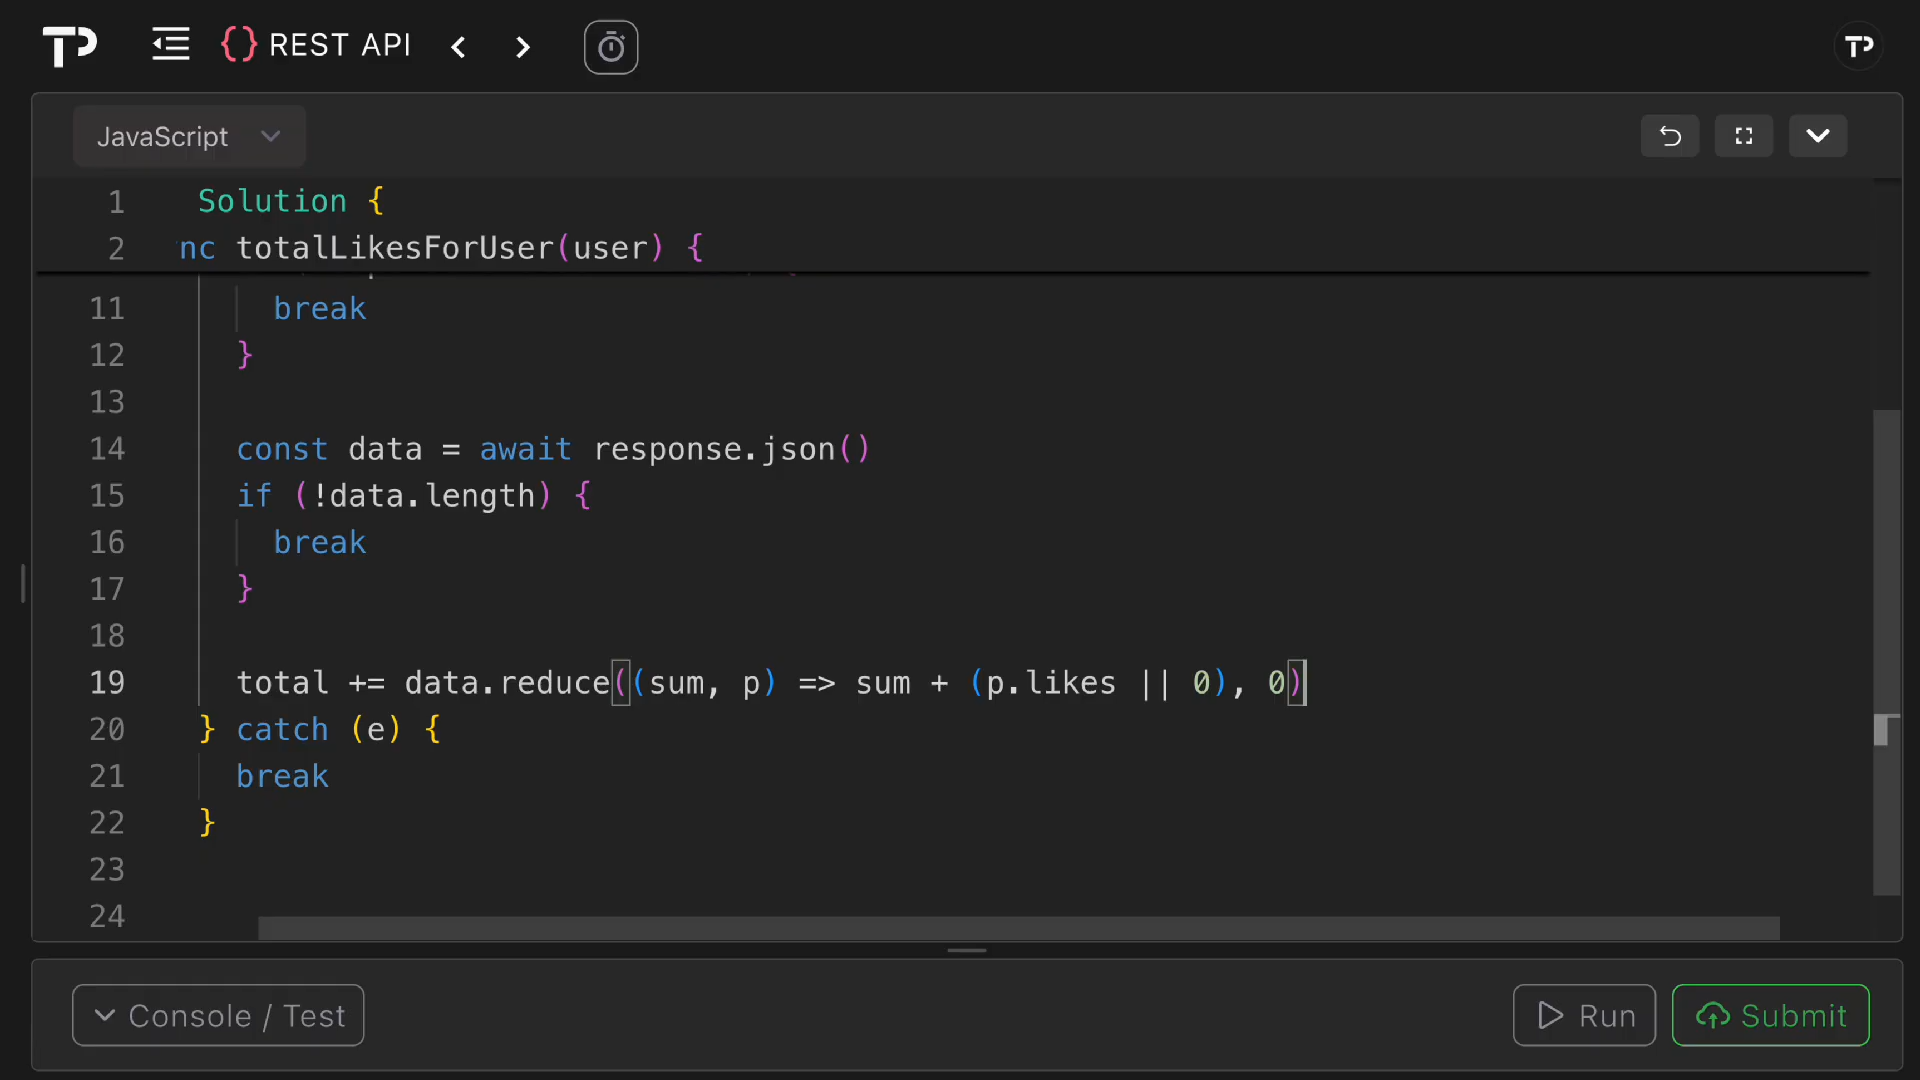 TP {} REST API < > TP
JavaScript
1 Solution {
2 nc totalLikesForUser(user) {
11 break
12 }
13
14 const data = await response.json()
15 if (!data.length) {
16 break
17 }
18
19 total += data.reduce((sum, p) => sum + (p.likes || 0), 0)
20 } catch (e) {
21 break
22 }
23
24
Console / Test Run Submit